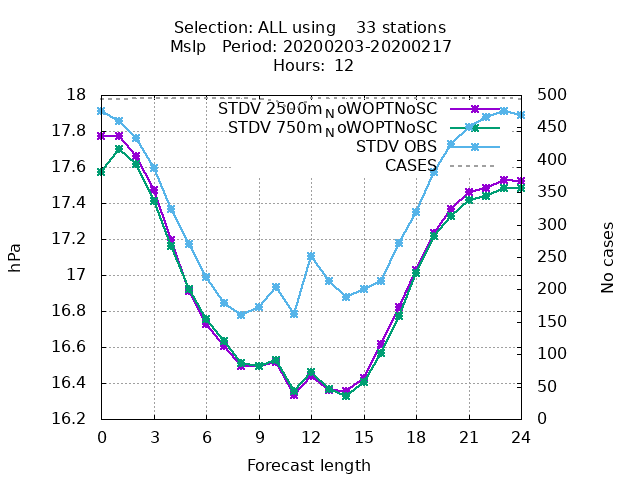 Selection: ALL using 33 stations
Mslp Period: 20200203-20200217
Hours: 12
18
17.8
17.6
17.4
17.2
17
16.8
16.6
16.4
16.2
hPa
STDV 2500mNoWOPTNoSC
STDV 750mNoWOPTNoSC
STDV OBS
CASES
500
450
400
350
300
250
200
150
100
50
0
No cases
0 3 6 9 12 15 18 21 24
Forecast length